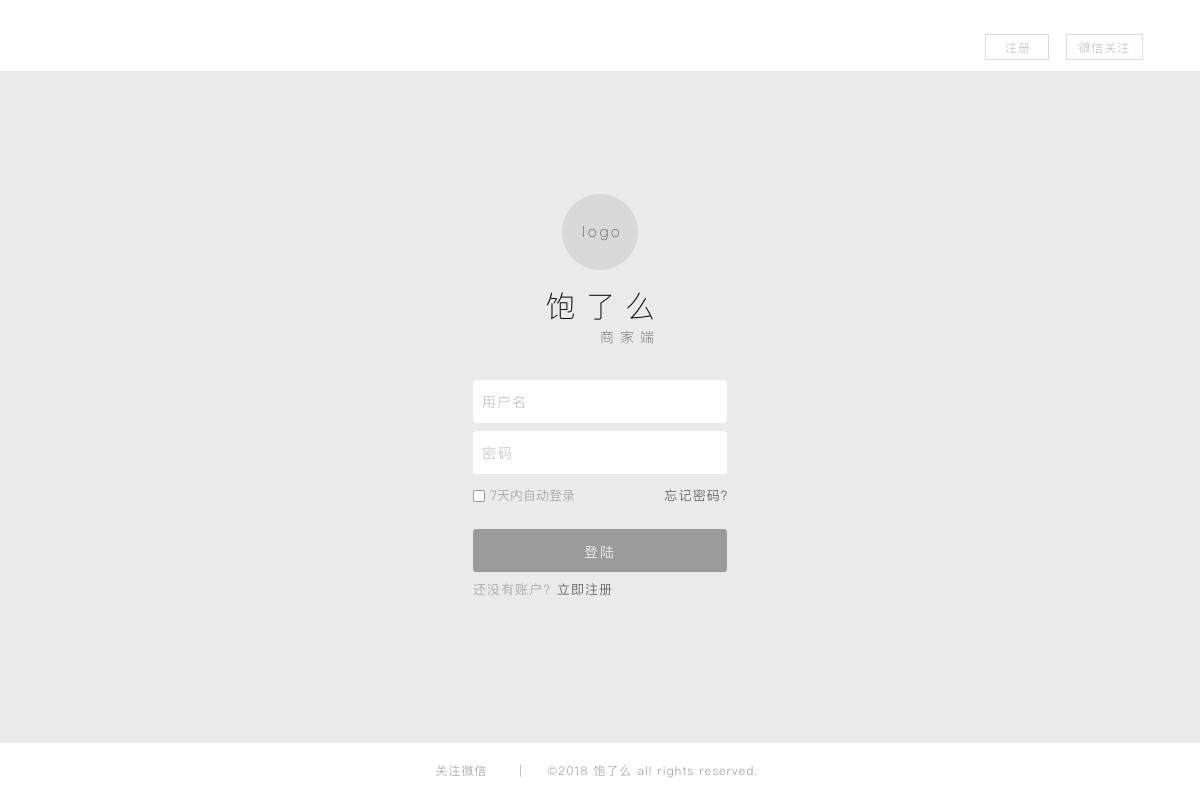 注册 微信关注
logo
饱了么
商家端
用户名
密码
7天内自动登录 忘记密码?
登陆
还没有账户? 立即注册
关注微信 | ©2018 饱了么 all rights reserved.